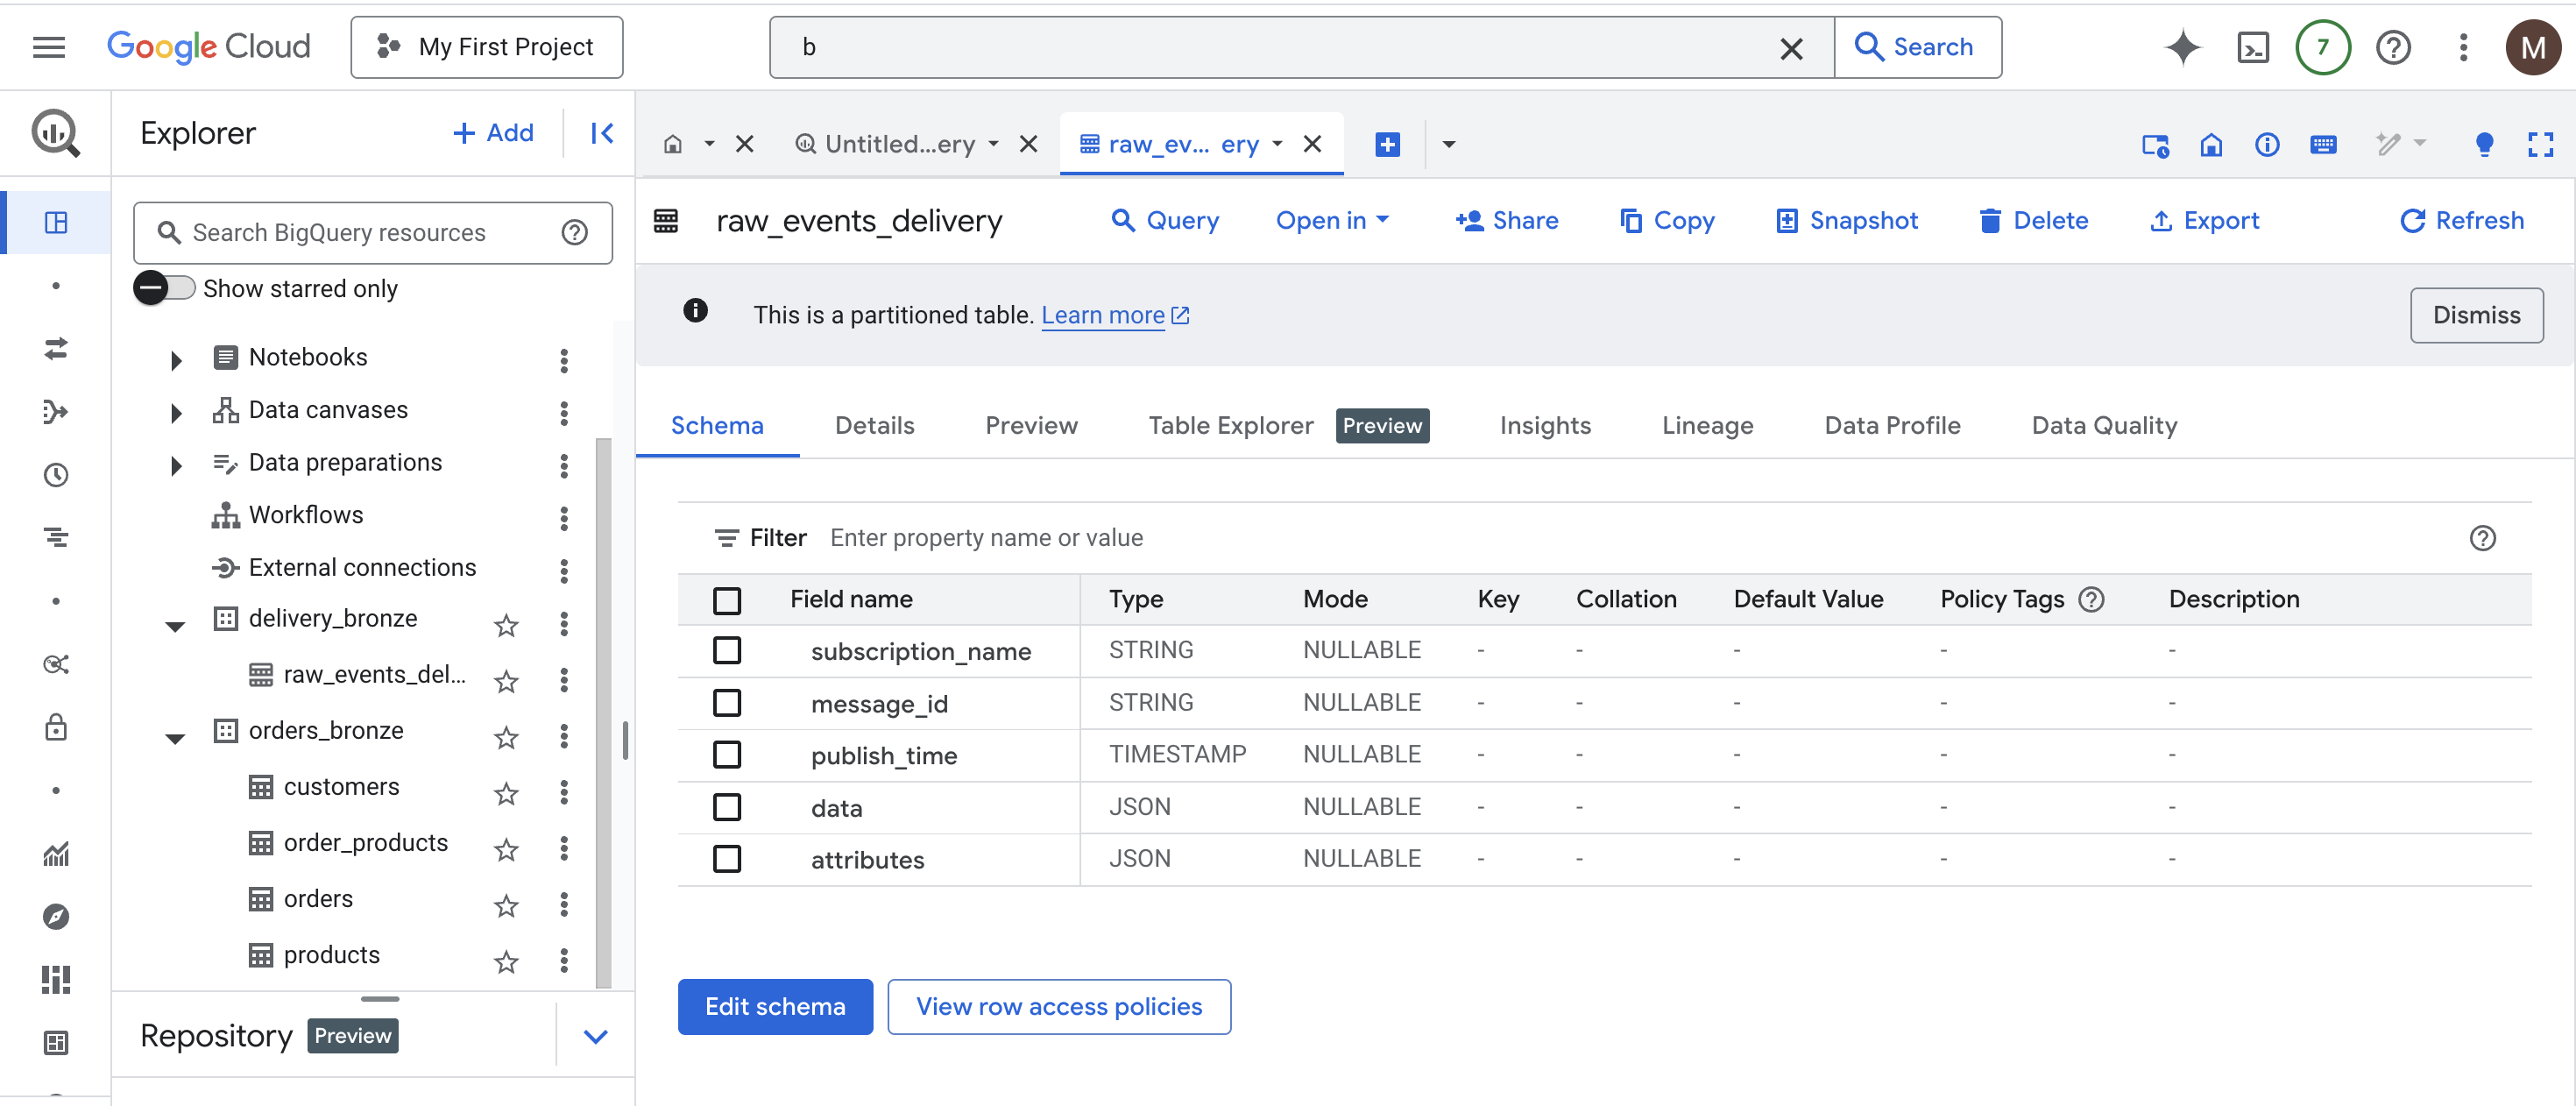 Google Cloud
My First Project
b
Search
7
M
Explorer
Add
Untitled...ery
raw_ev... ery
Search BigQuery resources
Show starred only
Notebooks
Data canvases
Data preparations
Workflows
External connections
delivery_bronze
raw_events_del...
orders_bronze
customers
order_products
orders
products
Repository Preview
raw_events_delivery
Query
Open in
Share
Copy
Snapshot
Delete
Export
Refresh
This is a partitioned table. Learn more
Dismiss
Schema
Details
Preview
Table Explorer Preview
Insights
Lineage
Data Profile
Data Quality
Filter Enter property name or value
Field name Type Mode Key Collation Default Value Policy Tags Description
subscription_name STRING NULLABLE - - - - -
message_id STRING NULLABLE - - - - -
publish_time TIMESTAMP NULLABLE - - - - -
data JSON NULLABLE - - - - -
attributes JSON NULLABLE - - - - -
Edit schema
View row access policies